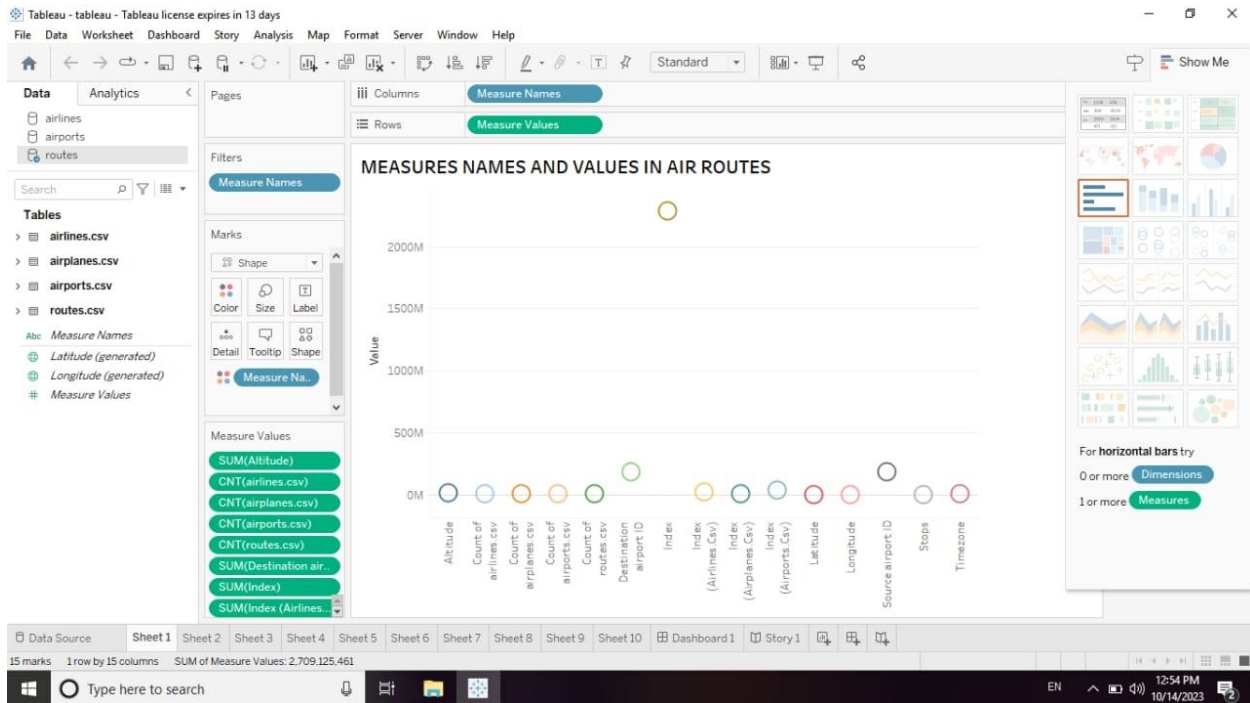 Tableau - tableau - Tableau license expires in 13 days
File Data Worksheet Dashboard Story Analysis Map Format Server Window Help
Standard
Show Me
Data Analytics
airlines
airports
routes
Search
Tables
airlines.csv
airplanes.csv
airports.csv
routes.csv
Abc Measure Names
Latitude (generated)
Longitude (generated)
# Measure Values
Pages
Filters
Measure Names
Marks
Shape
Color Size Label
Detail Tooltip Shape
Measure Na..
Measure Values
SUM(Altitude)
CNT(airlines.csv)
CNT(airplanes.csv)
CNT(airports.csv)
CNT(routes.csv)
SUM(Destination air..
SUM(Index)
SUM(Index (Airlines...
iii Columns Measure Names
Rows Measure Values
MEASURES NAMES AND VALUES IN AIR ROUTES
Value
2000M
1500M
1000M
500M
0M
Altitude
Count of
airlines.csv
Count of
airplanes.csv
Count of
airports.csv
Count of
routes.csv
Destination
airport ID
Index
Index
(Airlines.Csv)
Index
(Airplanes.Csv)
Index
(Airports.Csv)
Latitude
Longitude
Source airport ID
Stops
Timezone
For horizontal bars try
0 or more Dimensions
1 or more Measures
Data Source Sheet 1 Sheet 2 Sheet 3 Sheet 4 Sheet 5 Sheet 6 Sheet 7 Sheet 8 Sheet 9 Sheet 10 Dashboard 1 Story 1
15 marks 1 row by 15 columns SUM of Measure Values: 2,709,125,461
Type here to search
EN
12:54 PM
10/14/2023
2